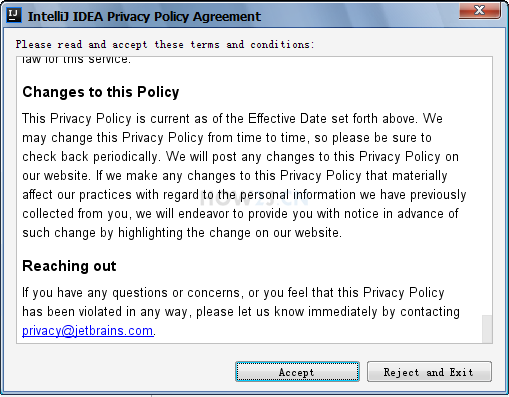 IntelliJ IDEA Privacy Policy Agreement
Please read and accept these terms and conditions:
law for this service.
Changes to this Policy
This Privacy Policy is current as of the Effective Date set forth above. We
may change this Privacy Policy from time to time, so please be sure to
check back periodically. We will post any changes to this Privacy Policy on
our website. If we make any changes to this Privacy Policy that materially
affect our practices with regard to the personal information we have previously
collected from you, we will endeavor to provide you with notice in advance of
such change by highlighting the change on our website.
Reaching out
If you have any questions or concerns, or you feel that this Privacy Policy
has been violated in any way, please let us know immediately by contacting
privacy@jetbrains.com.
Accept
Reject and Exit